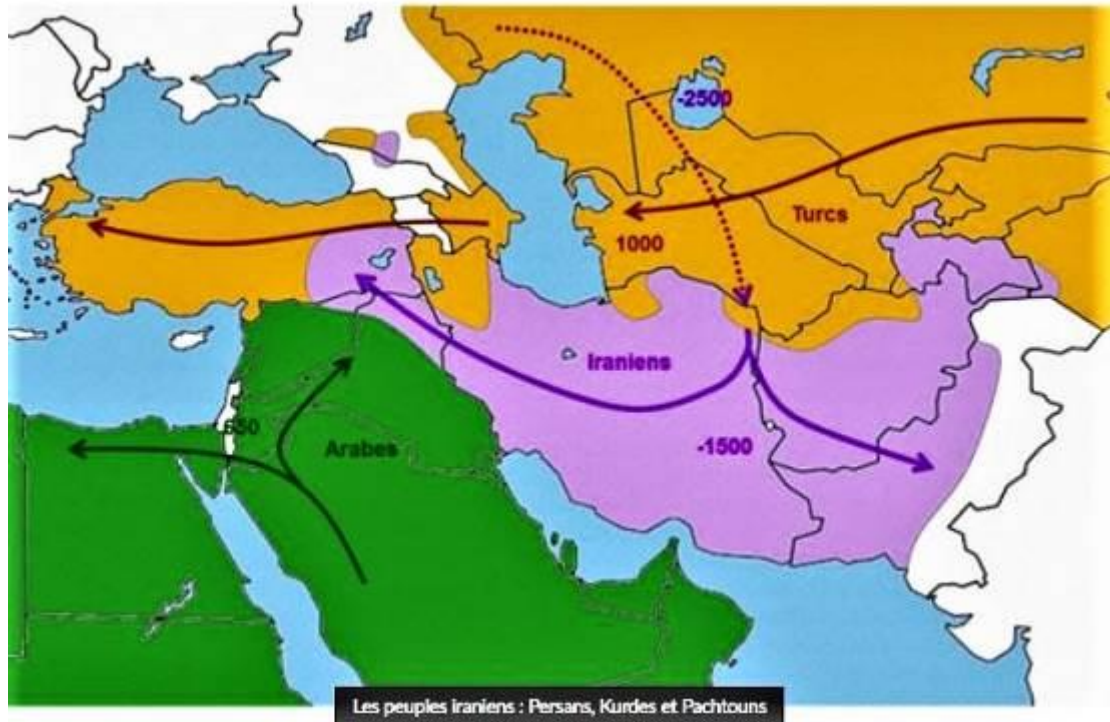 -2500
Turcs
1000
Iraniens
-1500
650
Arabes
Les peuples iraniens : Persans, Kurdes et Pachtouns